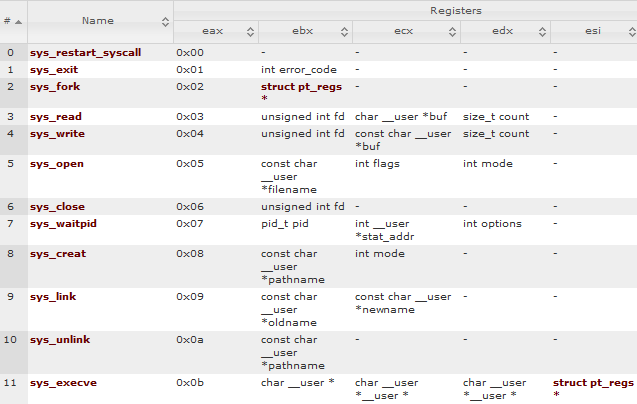 Registers
# Name eax ebx ecx edx esi
0 sys_restart_syscall 0x00 - - - -
1 sys_exit 0x01 int error_code - - -
2 sys_fork 0x02 struct pt_regs - - -
*
3 sys_read 0x03 unsigned int fd char __user *buf size_t count -
4 sys_write 0x04 unsigned int fd const char __user size_t count -
*buf
5 sys_open 0x05 const char int flags int mode -
__user
*filename
6 sys_close 0x06 unsigned int fd - - -
7 sys_waitpid 0x07 pid_t pid int __user int options -
*stat_addr
8 sys_creat 0x08 const char int mode - -
__user
*pathname
9 sys_link 0x09 const char const char __user - -
__user *newname
*oldname
10 sys_unlink 0x0a const char - - -
__user
*pathname
11 sys_execve 0x0b char __user * char __user char __user struct pt_regs
*__user * *__user * *